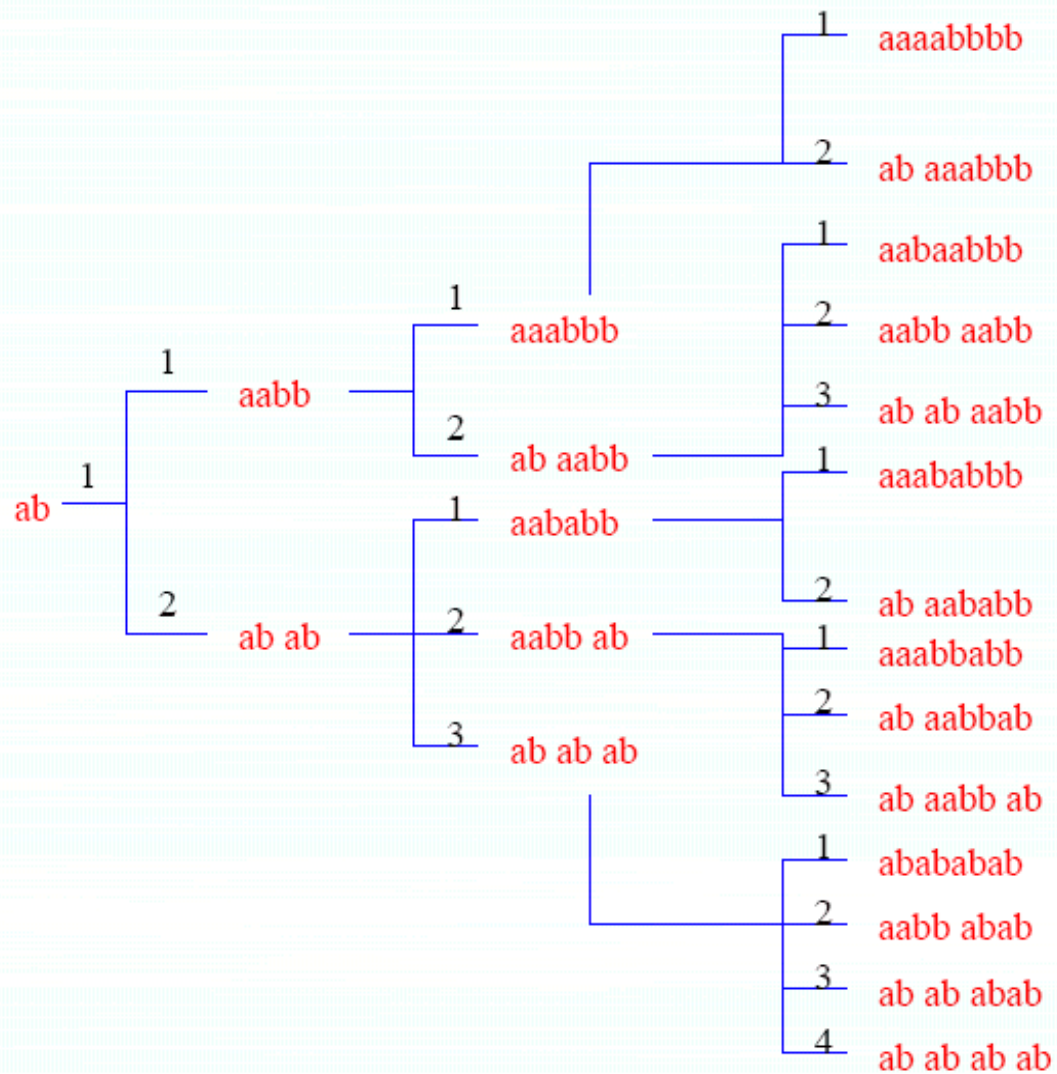 1 aaaabbbb
2 ab aaabbb
1 aabaabbb
1 aaabbb
2 aabb aabb
1 aabb
3 ab ab aabb
2 ab aabb
1 aaababbb
ab 1
1 aababb
2 ab aababb
2 ab ab
2 aabb ab
1 aaabbabb
2 ab aabbab
3 ab ab ab
3 ab aabb ab
1 abababab
2 aabb abab
3 ab ab abab
4 ab ab ab ab